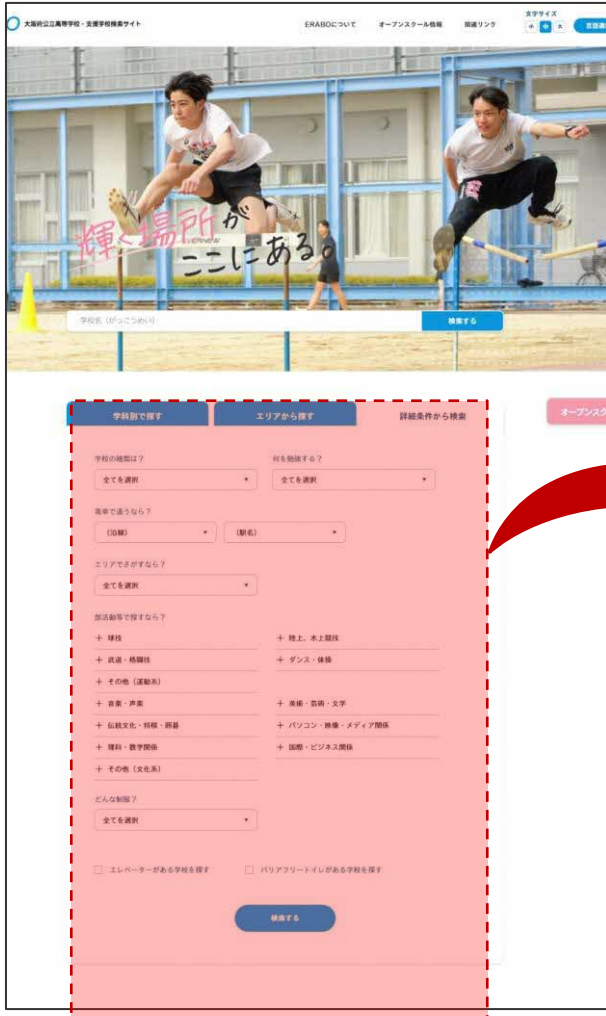 大阪府公立高等学校・支援学校検索サイト
ERABOについて
オープンスクール情報
関連リンク
文字サイズ
小 中 大
輝く場所が
ここにある。
学校名（がっこうめい）
検索する
学科別で探す
エリアから探す
詳細条件から検索
オープンスク
学校の種類は？
何を勉強する？
全てを選択
全てを選択
電車で通うなら？
（沿線）
（駅名）
エリアでさがすなら？
全てを選択
部活動等で探すなら？
＋ 球技
＋ 陸上、水上競技
＋ 武道・格闘技
＋ ダンス・体操
＋ その他（運動系）
＋ 音楽・声楽
＋ 美術・芸術・文学
＋ 伝統文化・将棋・囲碁
＋ パソコン・映像・メディア関係
＋ 理科・数学関係
＋ 国際・ビジネス関係
＋ その他（文化系）
どんな制服？
全てを選択
エレベーターがある学校を探す
バリアフリートイレがある学校を探す
検索する